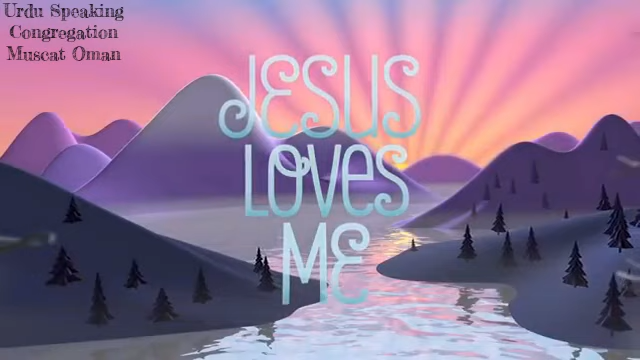 Urdu Speaking
Congregation
Muscat Oman
JESUS
LOVES
ME